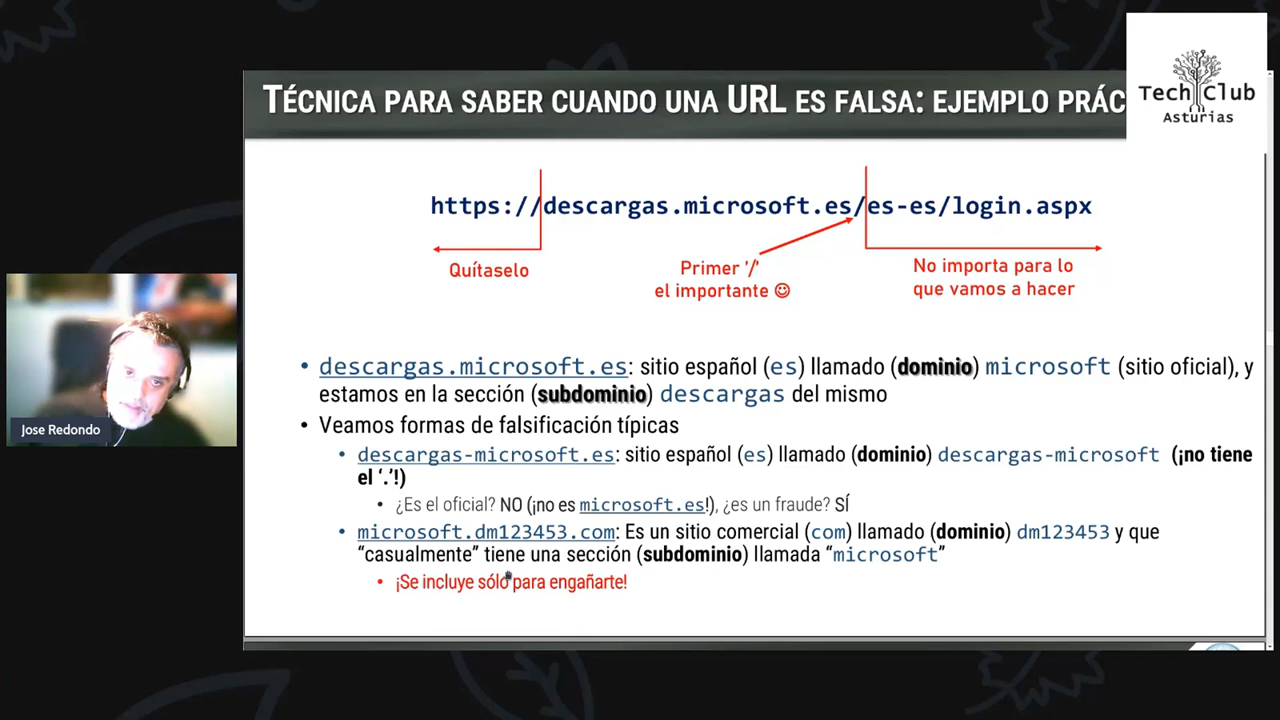 TÉCNICA PARA SABER CUANDO UNA URL ES FALSA: EJEMPLO PRÁC
Tech Club
Asturias
https://descargas.microsoft.es/es-es/login.aspx
Quítaselo
Primer '/'
el importante ☺
No importa para lo
que vamos a hacer
• descargas.microsoft.es: sitio español (es) llamado (dominio) microsoft (sitio oficial), y
estamos en la sección (subdominio) descargas del mismo
• Veamos formas de falsificación típicas
• descargas-microsoft.es: sitio español (es) llamado (dominio) descargas-microsoft (¡no tiene
el ‘.’!)
• ¿Es el oficial? NO (¡no es microsoft.es!), ¿es un fraude? SÍ
• microsoft.dm123453.com: Es un sitio comercial (com) llamado (dominio) dm123453 y que
“casualmente” tiene una sección (subdominio) llamada “microsoft”
• ¡Se incluye sólo para engañarte!
Jose Redondo